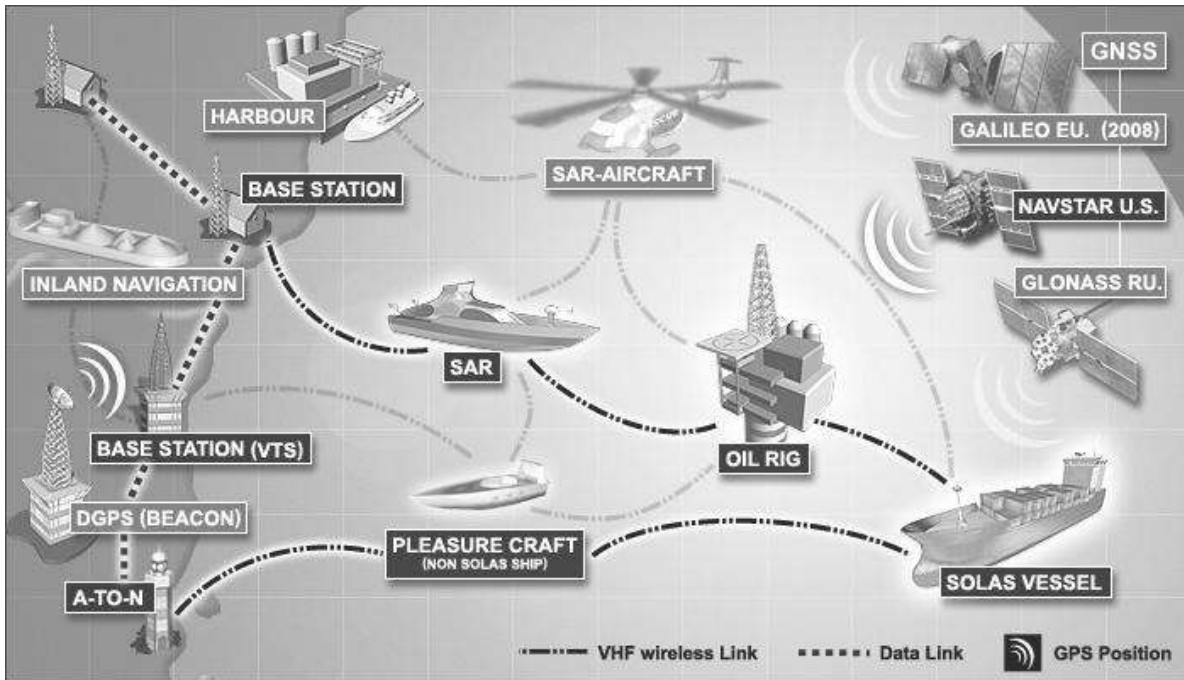 GNSS
HARBOUR
GALILEO EU. (2008)
SAR-AIRCRAFT
BASE STATION
NAVSTAR U.S.
INLAND NAVIGATION
GLONASS RU.
SAR
BASE STATION (VTS)
OIL RIG
DGPS (BEACON)
PLEASURE CRAFT
(NON SOLAS SHIP)
SOLAS VESSEL
A-TO-N
VHF wireless Link
Data Link
GPS Position